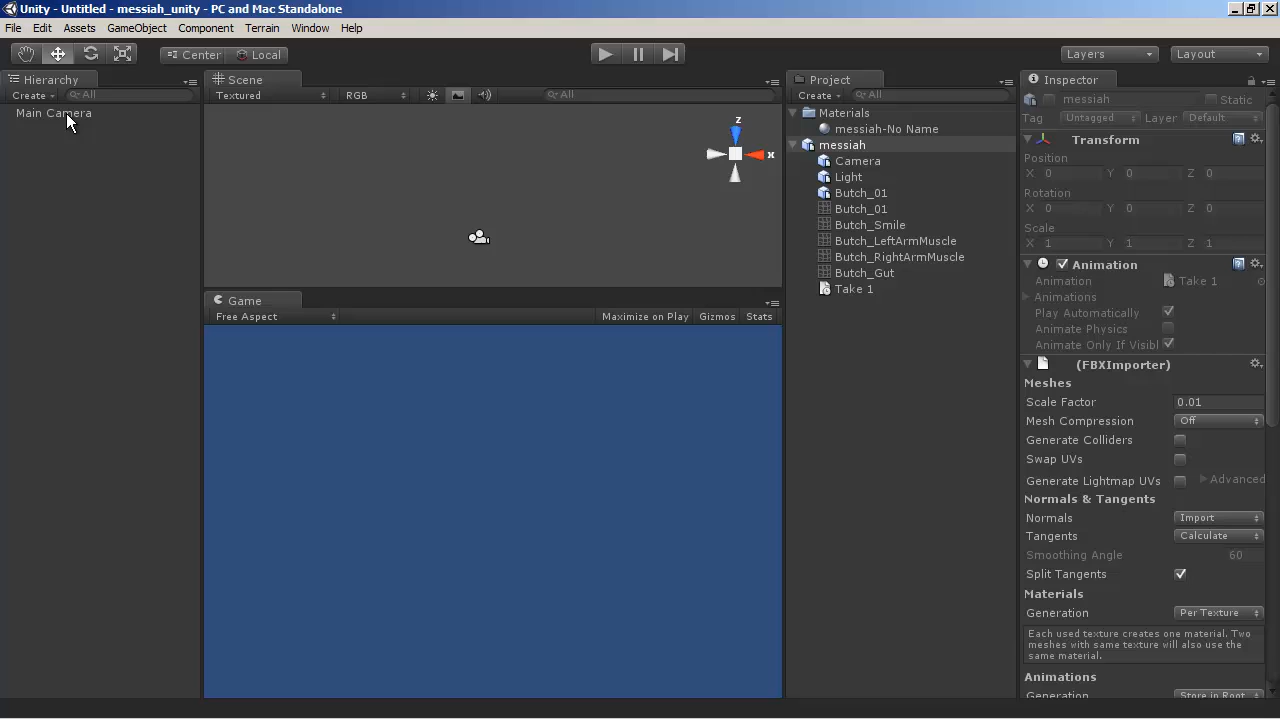 Unity - Untitled - messiah_unity - PC and Mac Standalone
File Edit Assets GameObject Component Terrain Window Help
Center Local Layers Layout
Hierarchy
Create All
Main Camera
Scene
Textured RGB All
z
x
Game
Free Aspect Maximize on Play Gizmos Stats
Project
Create All
Materials
messiah-No Name
messiah
Camera
Light
Butch_01
Butch_01
Butch_Smile
Butch_LeftArmMuscle
Butch_RightArmMuscle
Butch_Gut
Take 1
Inspector
messiah Static
Tag Untagged Layer Default
Transform
Position
X 0 Y 0 Z 0
Rotation
X 0 Y 0 Z 0
Scale
X 1 Y 1 Z 1
Animation
Animation Take 1
Animations
Play Automatically
Animate Physics
Animate Only If Visibl
(FBXImporter)
Meshes
Scale Factor 0.01
Mesh Compression Off
Generate Colliders
Swap UVs
Generate Lightmap UVs Advanced
Normals & Tangents
Normals Import
Tangents Calculate
Smoothing Angle 60
Split Tangents
Materials
Generation Per Texture
Each used texture creates one material. Two
meshes with same texture will also use the
same material.
Animations
Generation Store in Root